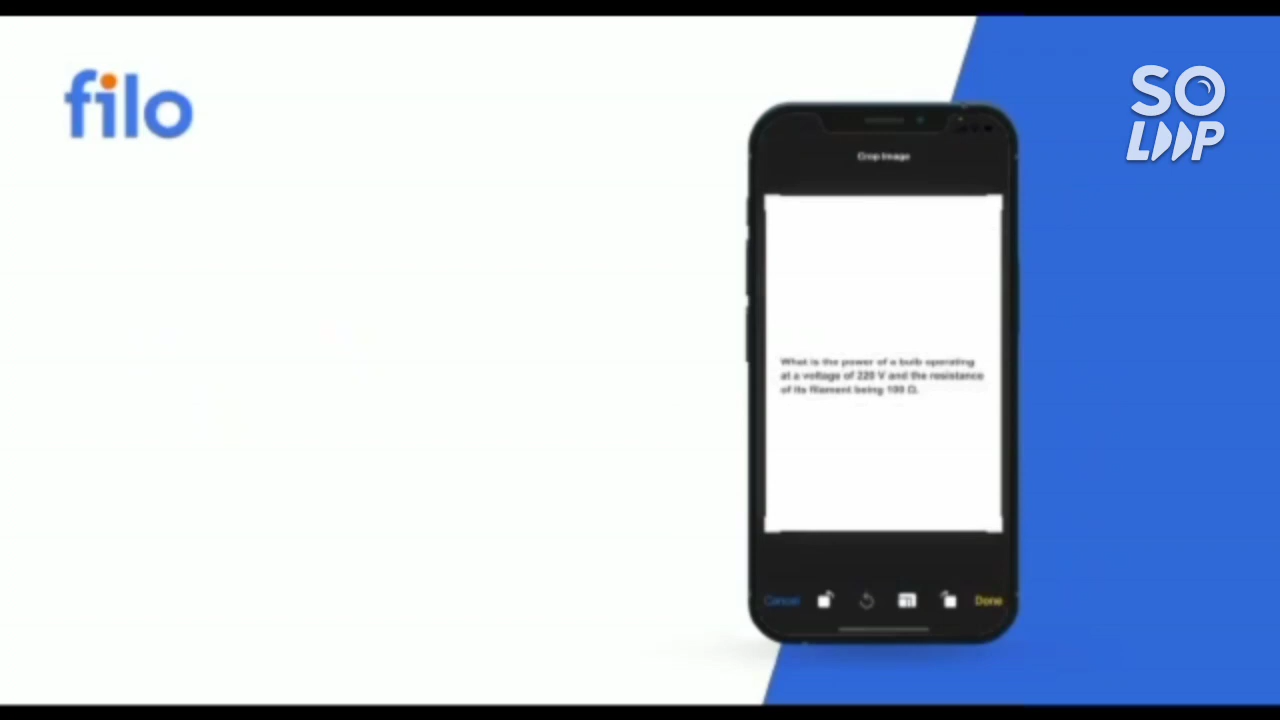 filo
SO
LOOP
Crop Image
What is the power of a bulb operating
at a voltage of 220 V and the resistance
of its filament being 100 Ω.
Cancel
Done